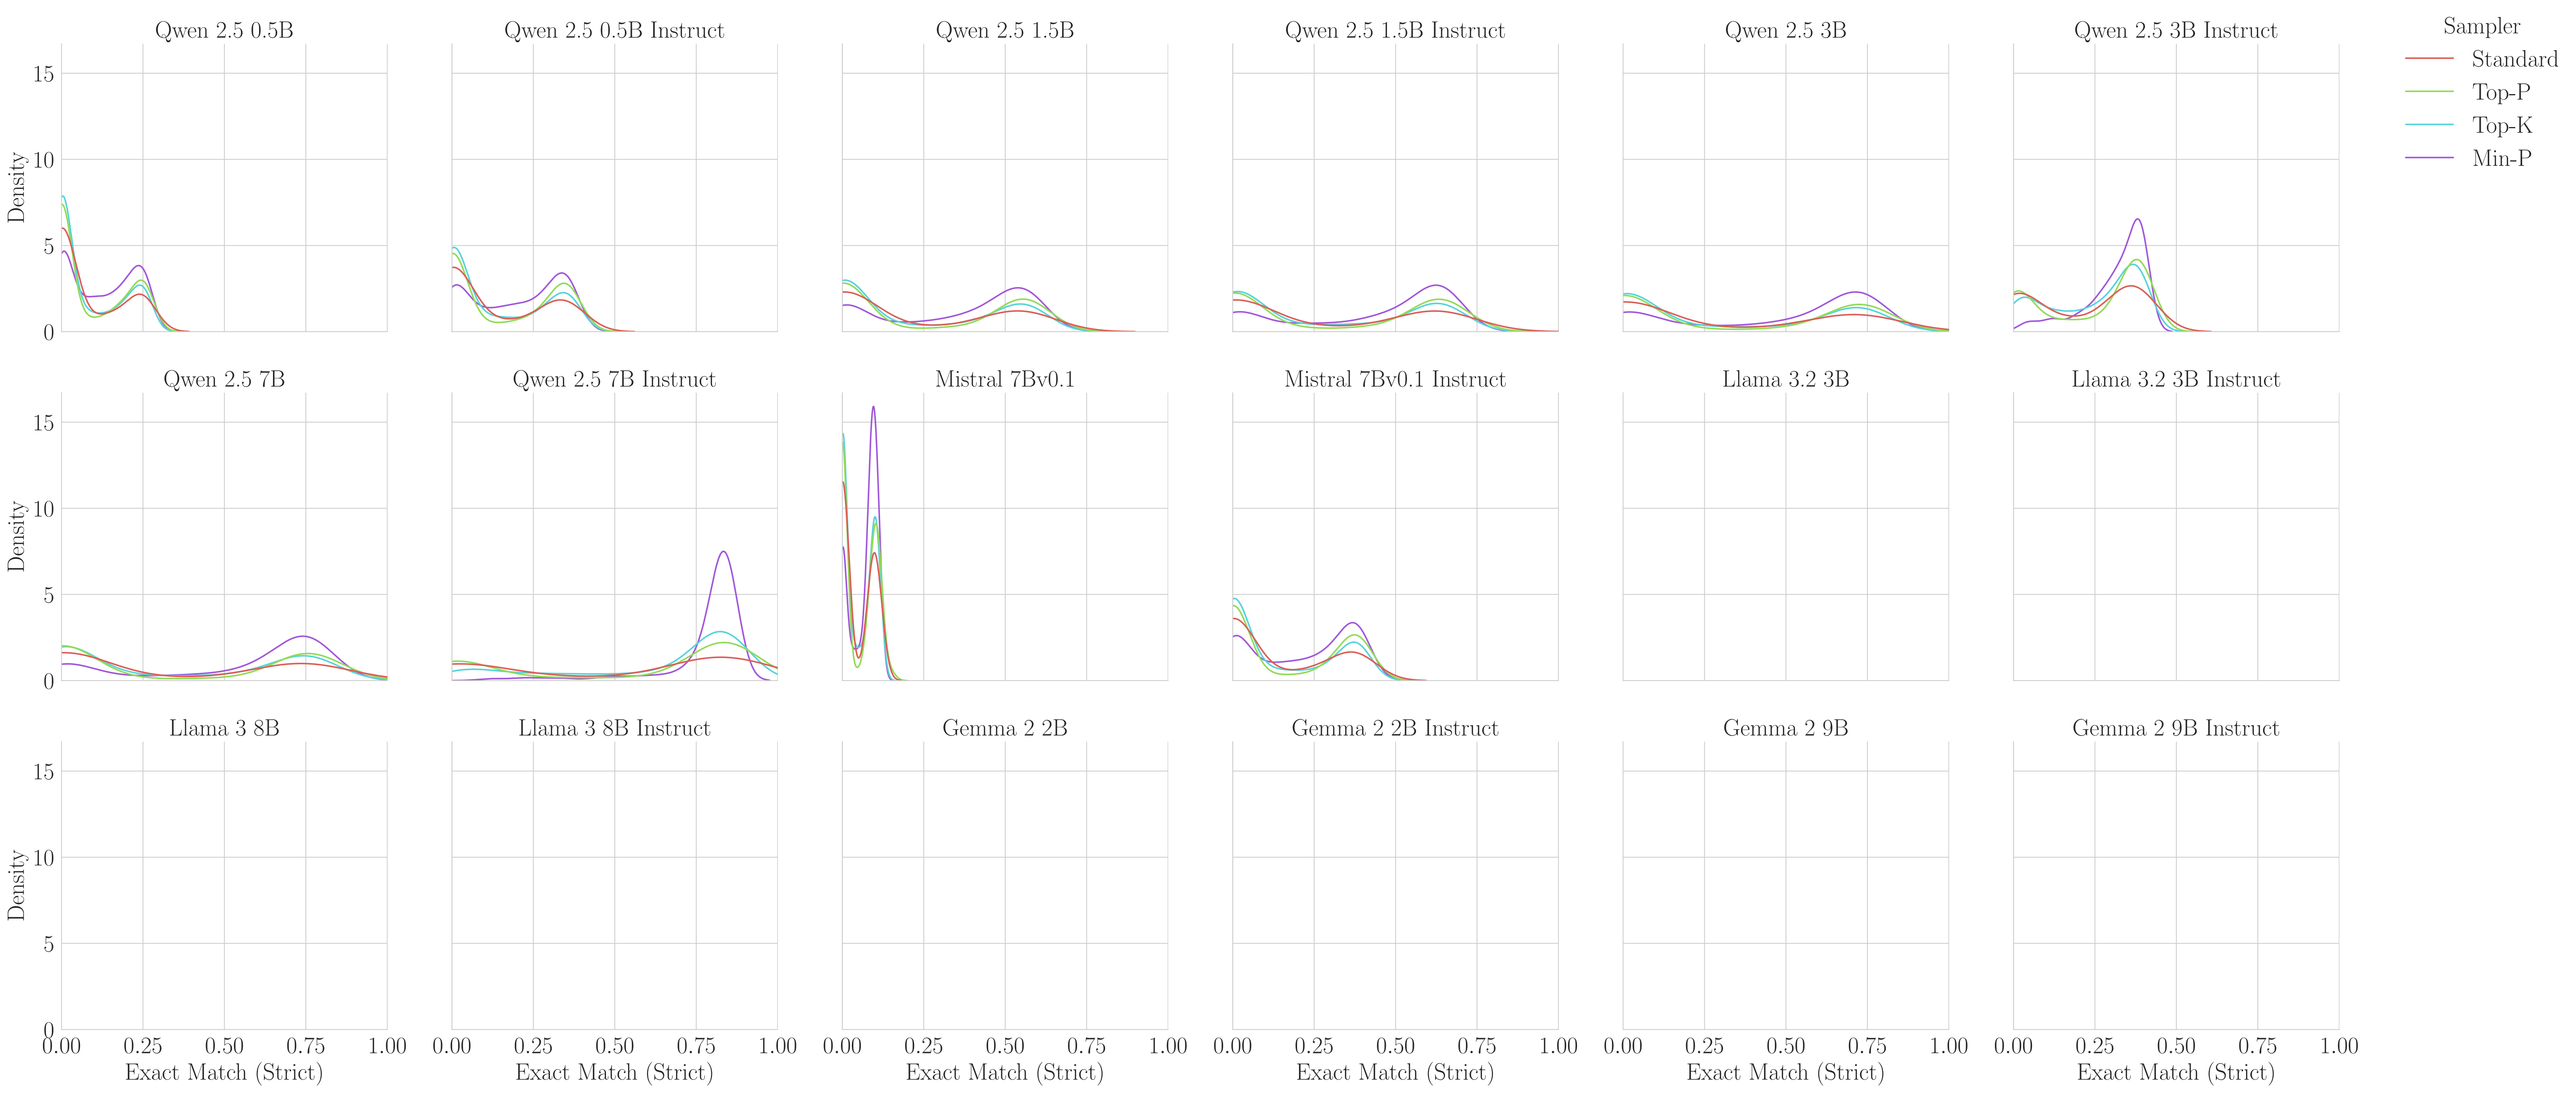 Qwen 2.5 0.5B
Qwen 2.5 0.5B Instruct
Qwen 2.5 1.5B
Qwen 2.5 1.5B Instruct
Qwen 2.5 3B
Qwen 2.5 3B Instruct
Sampler
Standard
Top-P
Top-K
Min-P
15
10
5
0
Density
Qwen 2.5 7B
Qwen 2.5 7B Instruct
Mistral 7Bv0.1
Mistral 7Bv0.1 Instruct
Llama 3.2 3B
Llama 3.2 3B Instruct
15
10
5
0
Density
Llama 3 8B
Llama 3 8B Instruct
Gemma 2 2B
Gemma 2 2B Instruct
Gemma 2 9B
Gemma 2 9B Instruct
15
10
5
0
Density
0.00 0.25 0.50 0.75 1.00
0.00 0.25 0.50 0.75 1.00
0.00 0.25 0.50 0.75 1.00
0.00 0.25 0.50 0.75 1.00
0.00 0.25 0.50 0.75 1.00
0.00 0.25 0.50 0.75 1.00
Exact Match (Strict)
Exact Match (Strict)
Exact Match (Strict)
Exact Match (Strict)
Exact Match (Strict)
Exact Match (Strict)